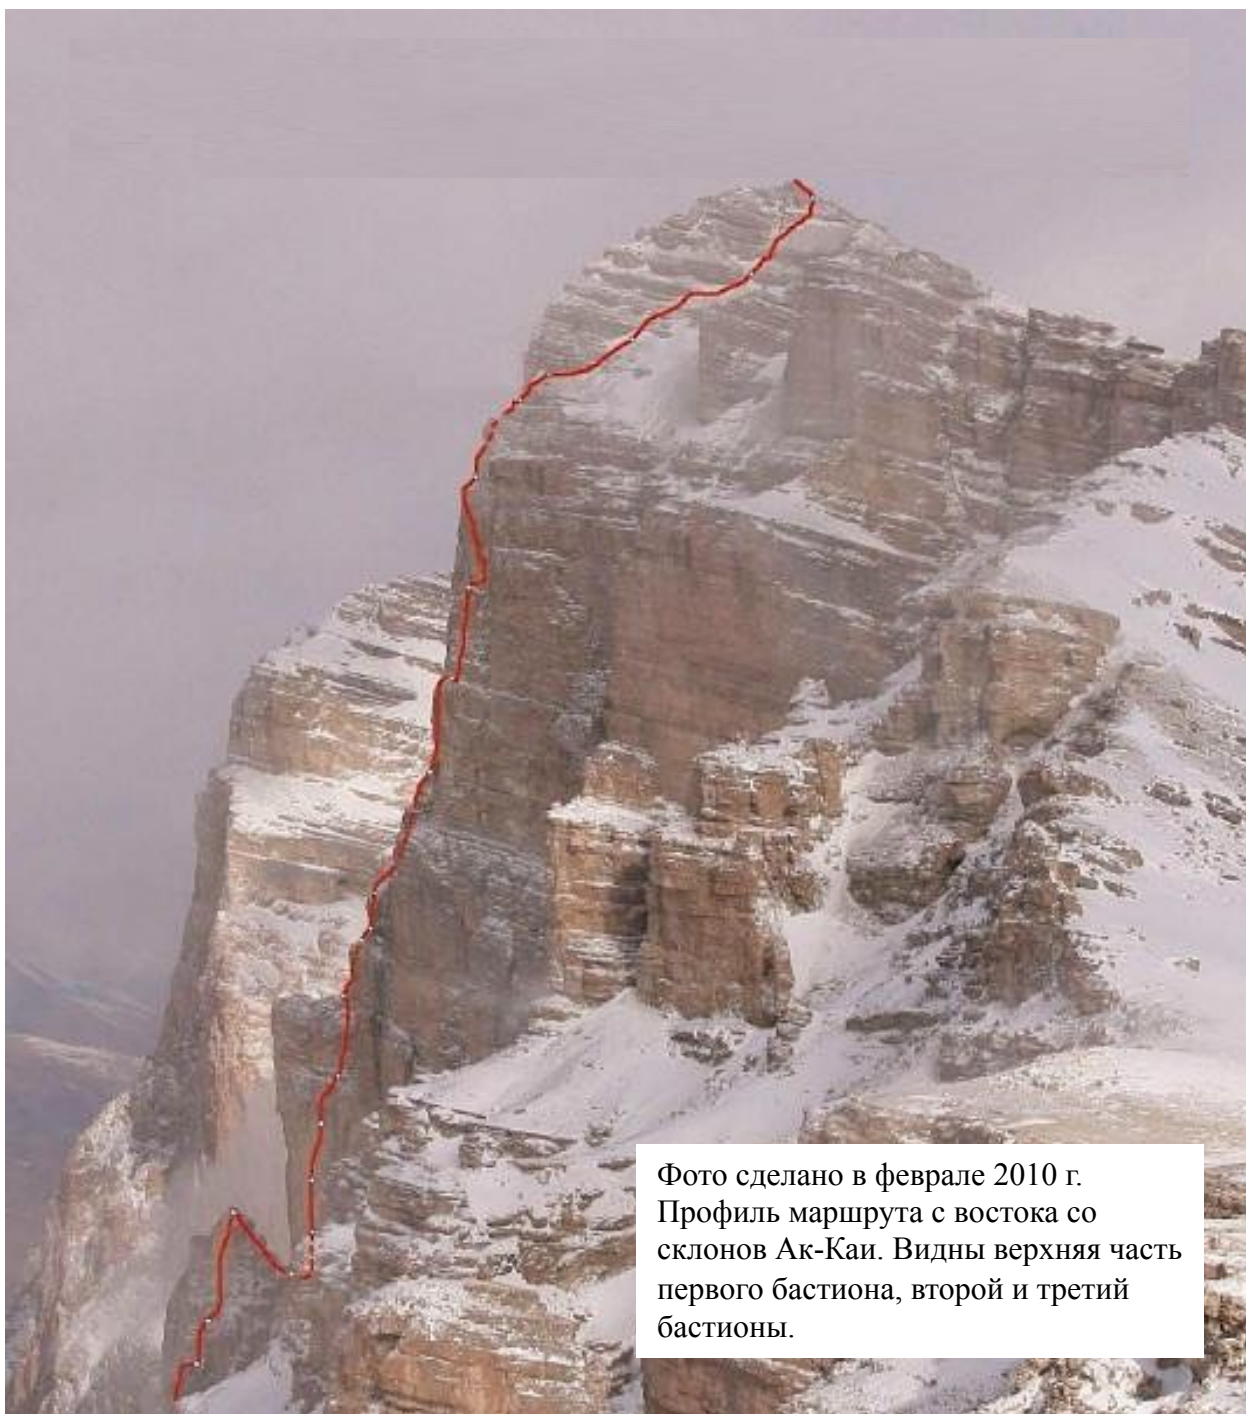 Фото сделано в феврале 2010 г.
Профиль маршрута с востока со
склонов Ак-Каи. Видны верхняя часть
первого бастиона, второй и третий
бастионы.